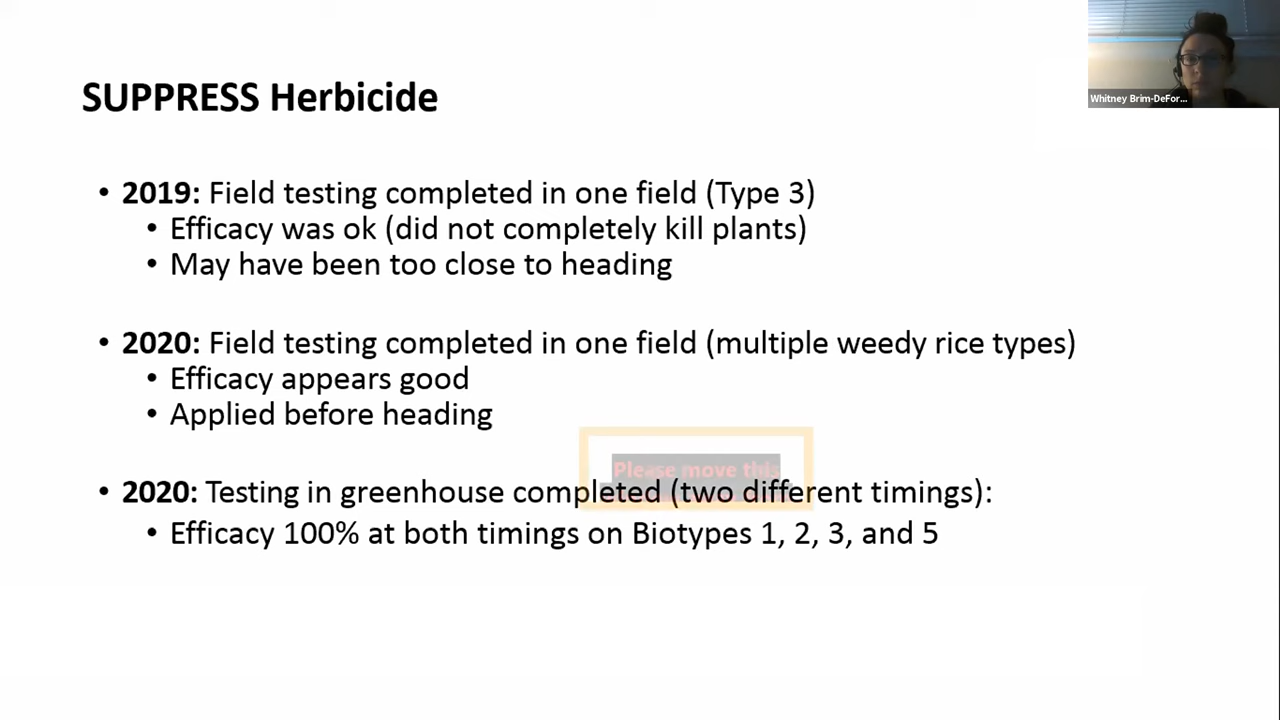 Whitney Brim-DeFor...
SUPPRESS Herbicide
• 2019: Field testing completed in one field (Type 3)
• Efficacy was ok (did not completely kill plants)
• May have been too close to heading
• 2020: Field testing completed in one field (multiple weedy rice types)
• Efficacy appears good
• Applied before heading
Please move this
• 2020: Testing in greenhouse completed (two different timings):
• Efficacy 100% at both timings on Biotypes 1, 2, 3, and 5